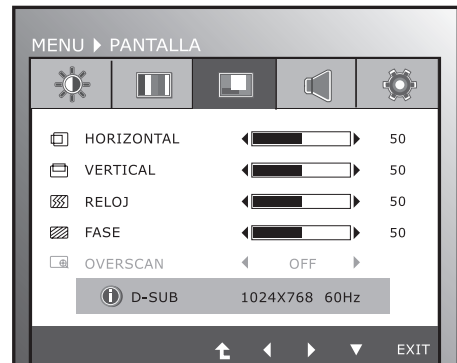 MENU ▶ PANTALLA
HORIZONTAL 50
VERTICAL 50
RELOJ 50
FASE 50
OVERSCAN OFF
D-SUB 1024X768 60Hz
EXIT